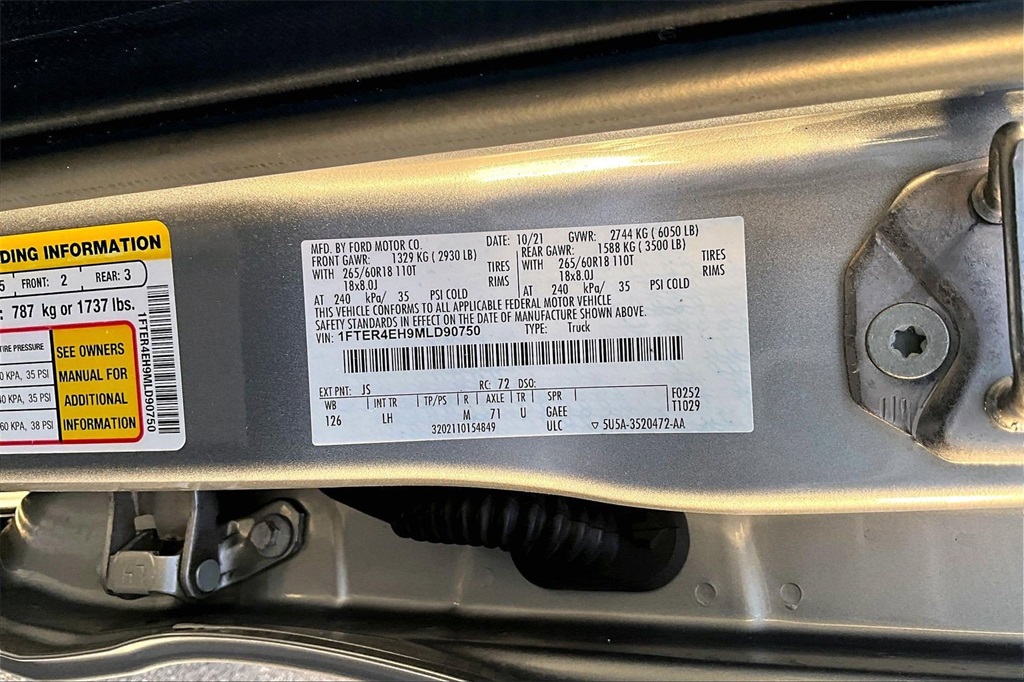 DING INFORMATION
5 FRONT: 2 REAR: 3
787 kg or 1737 lbs.
TIRE PRESSURE
0 KPA, 35 PSI
40 KPA, 35 PSI
60 KPA, 38 PSI
SEE OWNERS
MANUAL FOR
ADDITIONAL
INFORMATION
1FTER4EH9MLD90750
MFD. BY FORD MOTOR CO. DATE: 10/21 GVWR: 2744 KG ( 6050 LB)
FRONT GAWR: 1329 KG ( 2930 LB) REAR GAWR: 1588 KG ( 3500 LB)
WITH 265/60R18 110T TIRES WITH 265/60R18 110T TIRES
18x8.0J RIMS 18x8.0J RIMS
AT 240 kPa/ 35 PSI COLD AT 240 kPa/ 35 PSI COLD
THIS VEHICLE CONFORMS TO ALL APPLICABLE FEDERAL MOTOR VEHICLE
SAFETY STANDARDS IN EFFECT ON THE DATE OF MANUFACTURE SHOWN ABOVE.
VIN: 1FTER4EH9MLD90750 TYPE: Truck
EXT PNT: JS RC: 72 DSO: F0252
WB INT TR TP/PS R AXLE TR SPR T1029
126 LH M 71 U GAEE
3202110154849 ULC ▽ 5U5A-3520472-AA